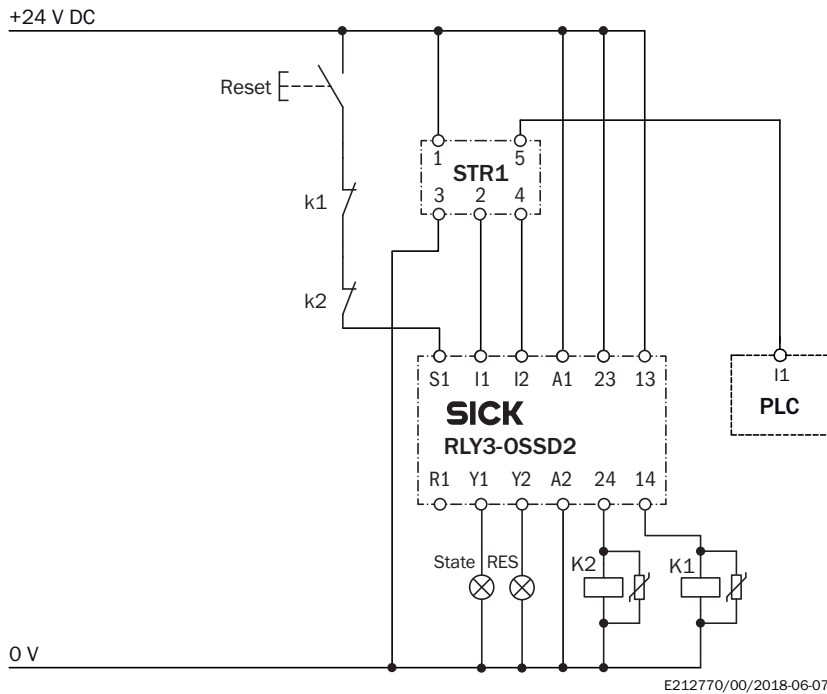 +24 V DC
Reset
1 5
STR1
3 2 4
k1
k2
S1 I1 I2 A1 23 13
I1
PLC
SICK
RLY3-OSSD2
R1 Y1 Y2 A2 24 14
State RES K2 K1
0 V
E212770/00/2018-06-07